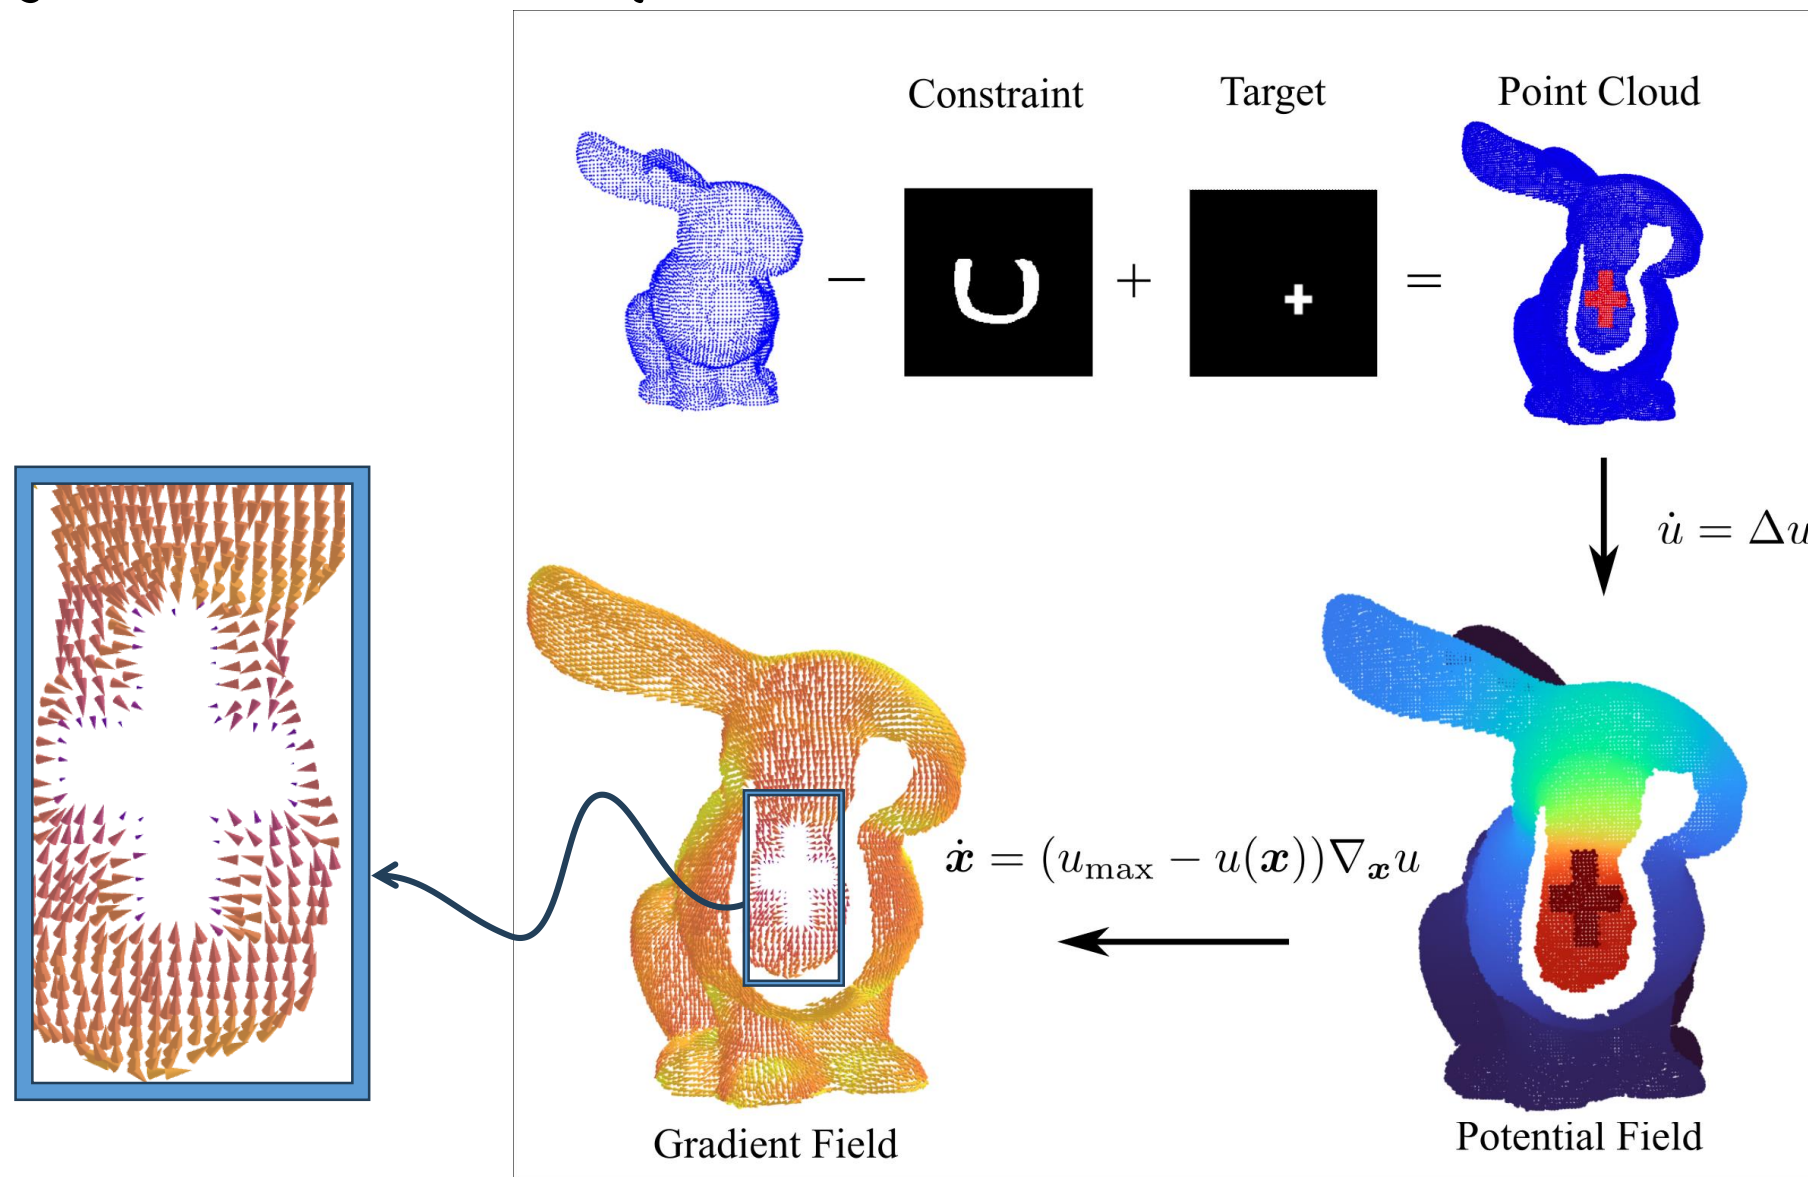 Constraint
Target
Point Cloud
−
+
=
u̇ = Δu
ẋ = (u_max − u(x))∇_x u
Gradient Field
Potential Field